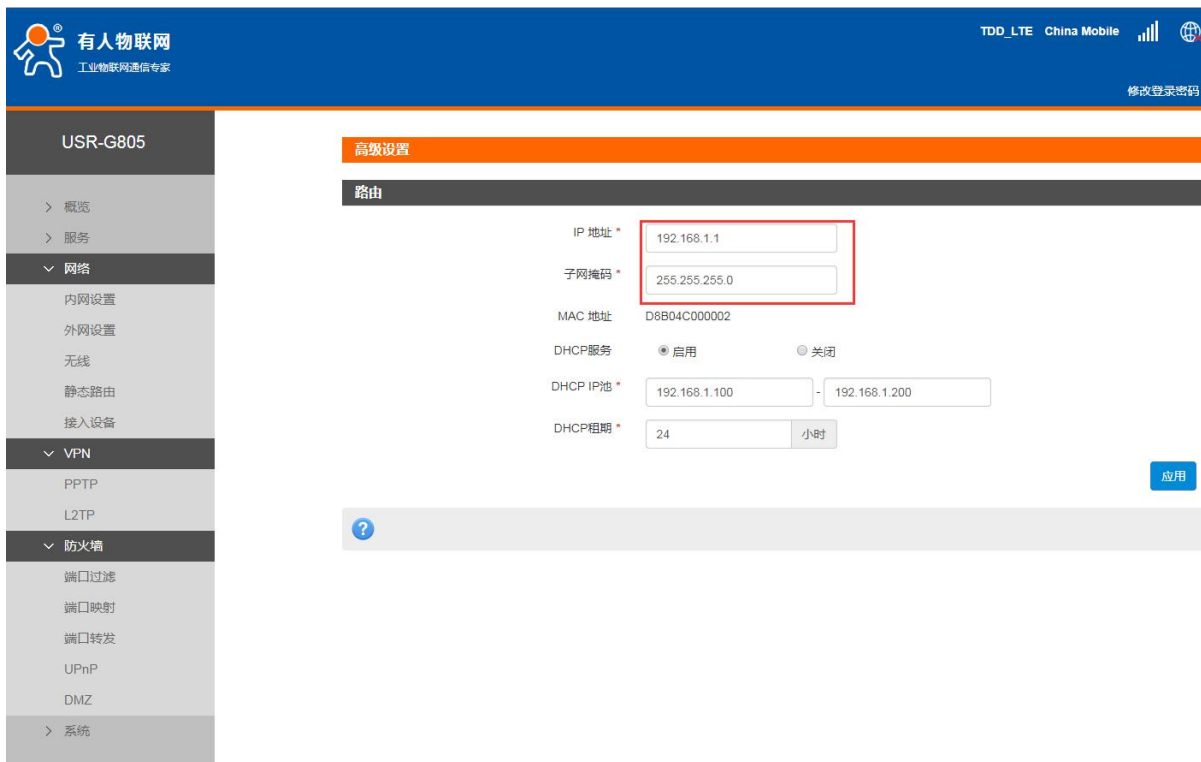 有人物联网
工业物联网通信专家
TDD_LTE China Mobile
修改登录密码
USR-G805
概览
服务
网络
内网设置
外网设置
无线
静态路由
接入设备
VPN
PPTP
L2TP
防火墙
端口过滤
端口映射
端口转发
UPnP
DMZ
系统
高级设置
路由
IP 地址 * 192.168.1.1
子网掩码 * 255.255.255.0
MAC 地址 D8B04C000002
DHCP服务 启用 关闭
DHCP IP池 * 192.168.1.100 - 192.168.1.200
DHCP租期 * 24 小时
应用